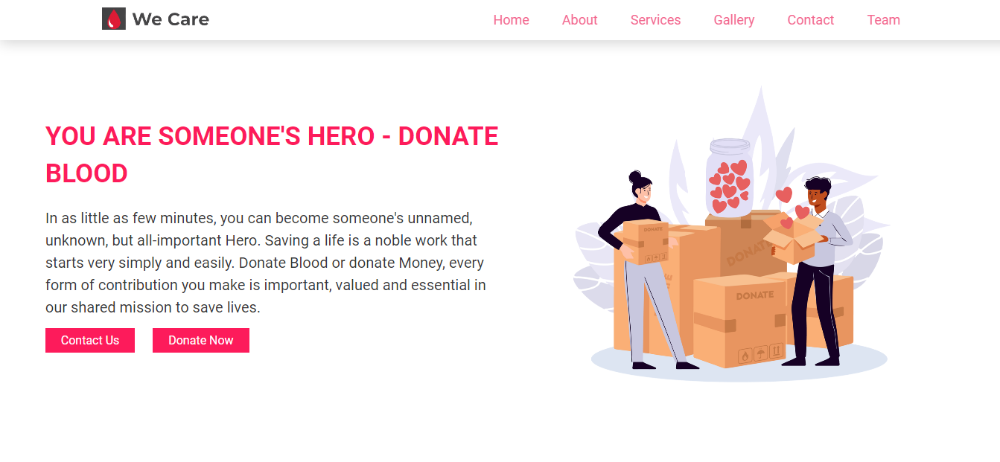 We Care
Home About Services Gallery Contact Team
YOU ARE SOMEONE'S HERO - DONATE
BLOOD
In as little as few minutes, you can become someone's unnamed,
unknown, but all-important Hero. Saving a life is a noble work that
starts very simply and easily. Donate Blood or donate Money, every
form of contribution you make is important, valued and essential in
our shared mission to save lives.
Contact Us Donate Now
DONATE
DONATE
DONATE